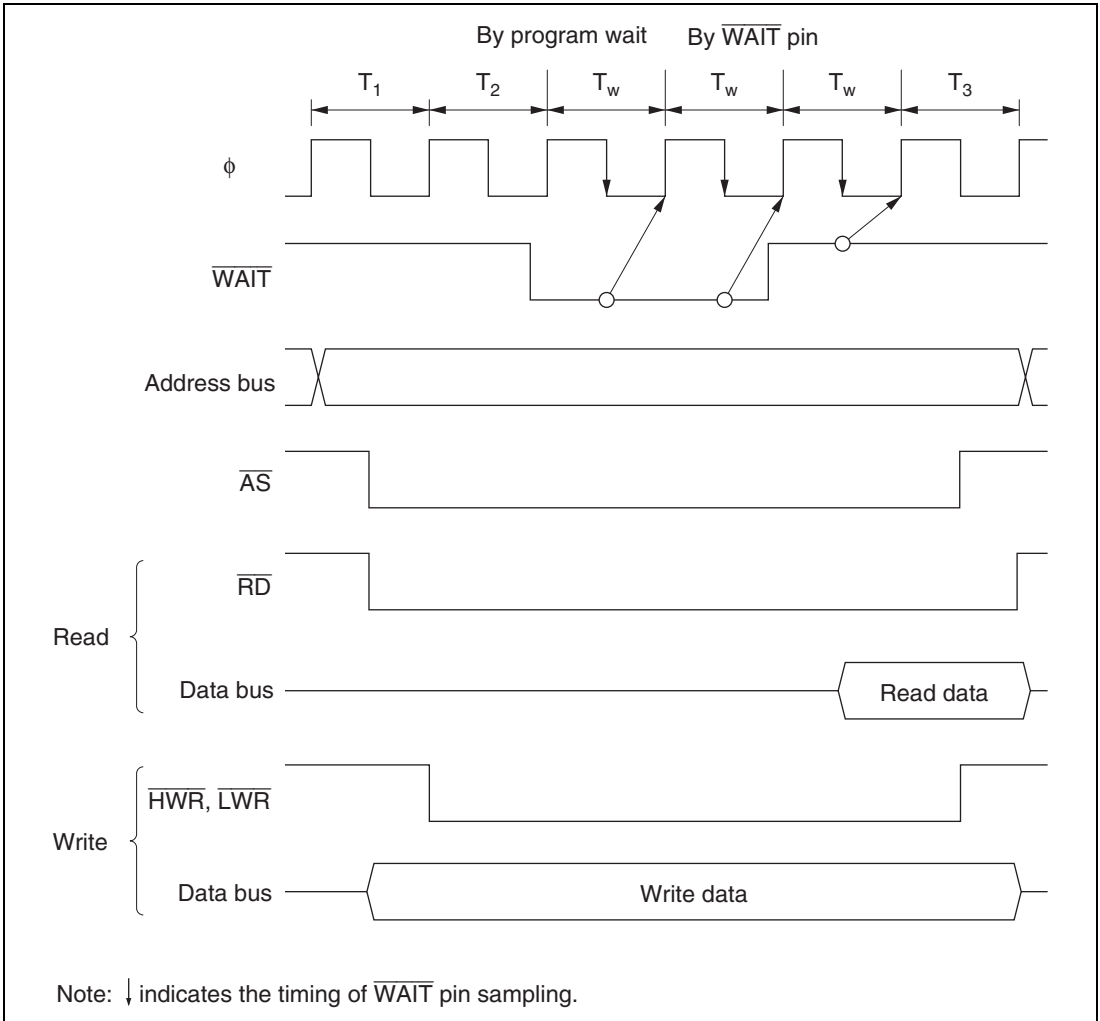 By program wait By WAIT pin
T1 T2 Tw Tw Tw T3
ϕ
WAIT
Address bus
AS
RD
Read
Data bus Read data
HWR, LWR
Write
Data bus Write data
Note: ↓ indicates the timing of WAIT pin sampling.